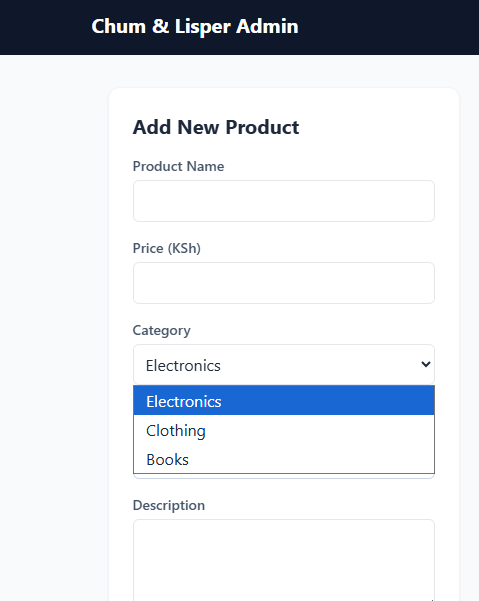 Chum & Lisper Admin
Add New Product
Product Name
Price (KSh)
Category
Electronics
Electronics
Clothing
Books
Description